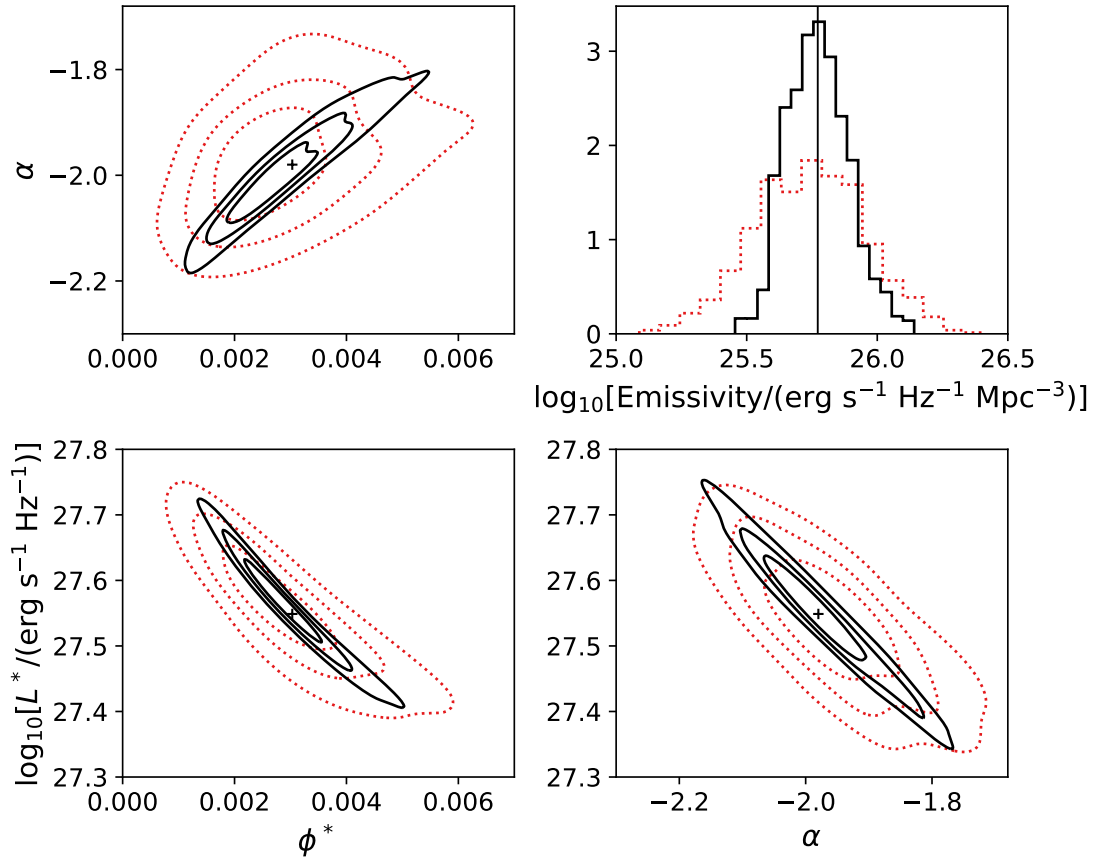 −1.8
−2.0
−2.2
α
0.000 0.002 0.004 0.006
3
2
1
0
25.0 25.5 26.0 26.5
log₁₀[Emissivity/(erg s⁻¹ Hz⁻¹ Mpc⁻³)]
27.8
27.7
27.6
27.5
27.4
27.3
log₁₀[L*/(erg s⁻¹ Hz⁻¹)]
0.000 0.002 0.004 0.006
ϕ*
27.8
27.7
27.6
27.5
27.4
27.3
−2.2 −2.0 −1.8
α